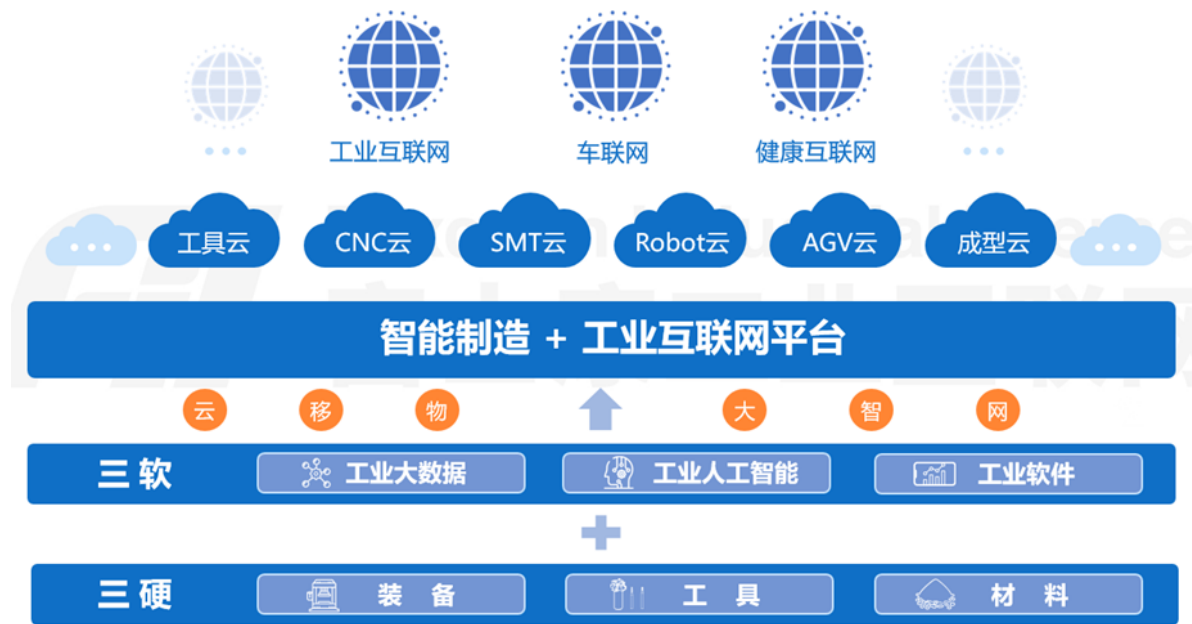 工业互联网 车联网 健康互联网
工具云 CNC云 SMT云 Robot云 AGV云 成型云
智能制造 + 工业互联网平台
云 移 物 大 智 网
三软 工业大数据 工业人工智能 工业软件
三硬 装备 工具 材料